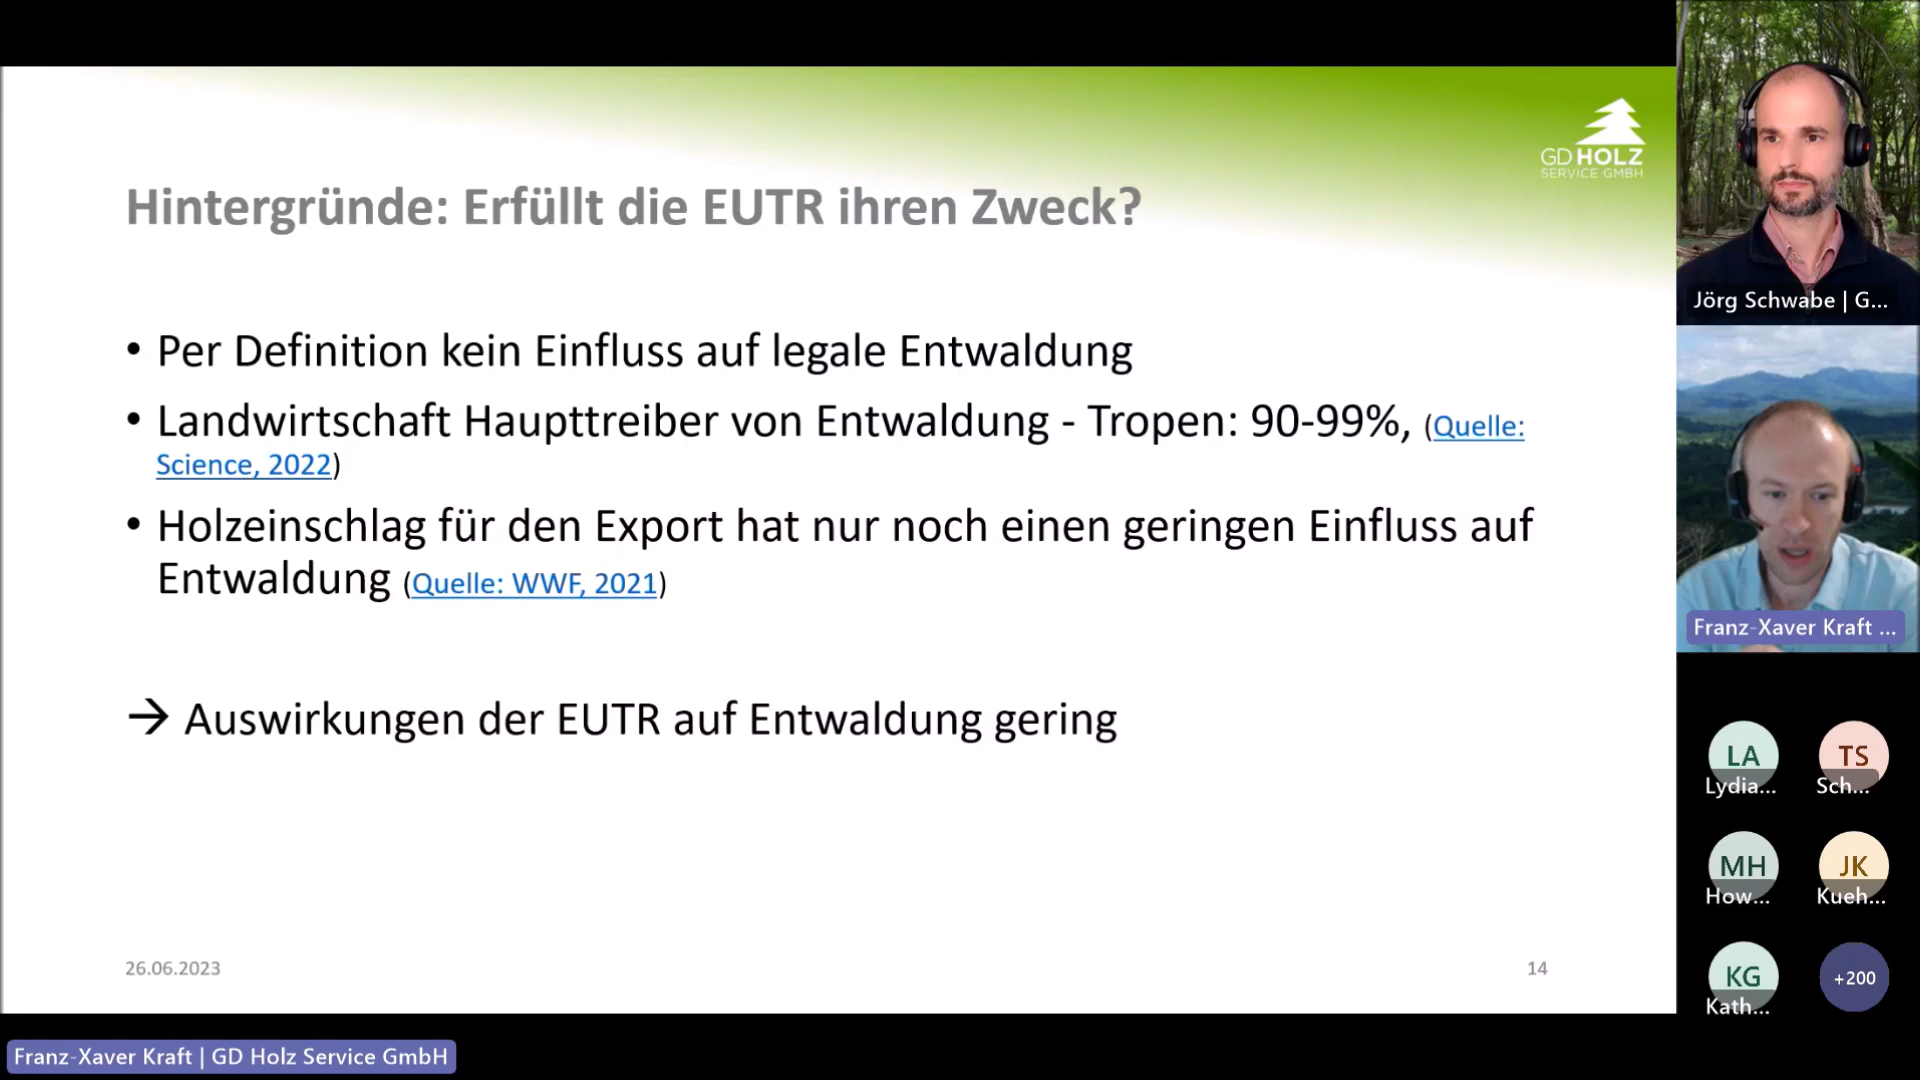 GD HOLZ
SERVICE GMBH
Hintergründe: Erfüllt die EUTR ihren Zweck?
• Per Definition kein Einfluss auf legale Entwaldung
• Landwirtschaft Haupttreiber von Entwaldung - Tropen: 90-99%, (Quelle:
Science, 2022)
• Holzeinschlag für den Export hat nur noch einen geringen Einfluss auf
Entwaldung (Quelle: WWF, 2021)
→ Auswirkungen der EUTR auf Entwaldung gering
26.06.2023
14
Jörg Schwabe | G...
Franz-Xaver Kraft ...
LA
Lydia...
TS
Sch...
MH
How...
JK
Kueh...
KG
Kath...
+200
Franz-Xaver Kraft | GD Holz Service GmbH